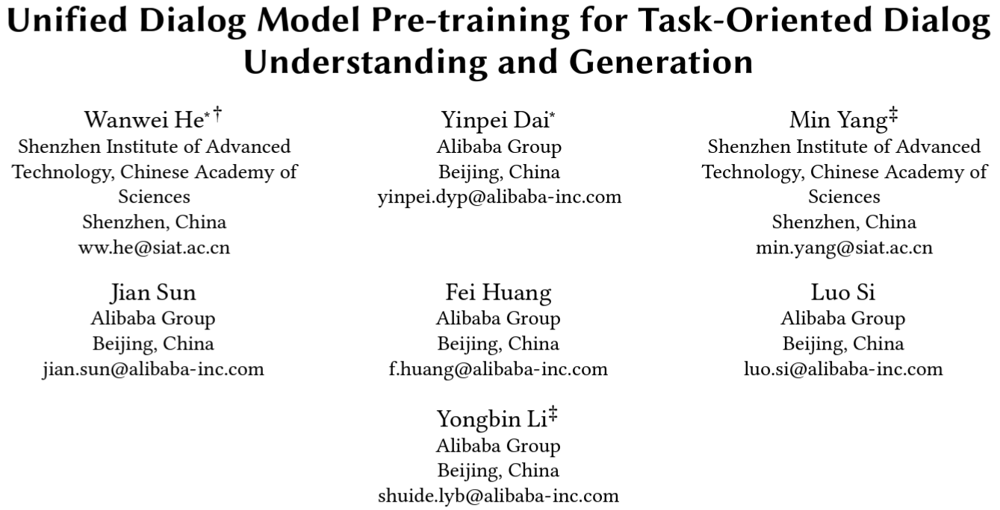 Unified Dialog Model Pre-training for Task-Oriented Dialog
Understanding and Generation
Wanwei He*†
Shenzhen Institute of Advanced
Technology, Chinese Academy of
Sciences
Shenzhen, China
ww.he@siat.ac.cn
Yinpei Dai*
Alibaba Group
Beijing, China
yinpei.dyp@alibaba-inc.com
Min Yang‡
Shenzhen Institute of Advanced
Technology, Chinese Academy of
Sciences
Shenzhen, China
min.yang@siat.ac.cn
Jian Sun
Alibaba Group
Beijing, China
jian.sun@alibaba-inc.com
Fei Huang
Alibaba Group
Beijing, China
f.huang@alibaba-inc.com
Luo Si
Alibaba Group
Beijing, China
luo.si@alibaba-inc.com
Yongbin Li‡
Alibaba Group
Beijing, China
shuide.lyb@alibaba-inc.com